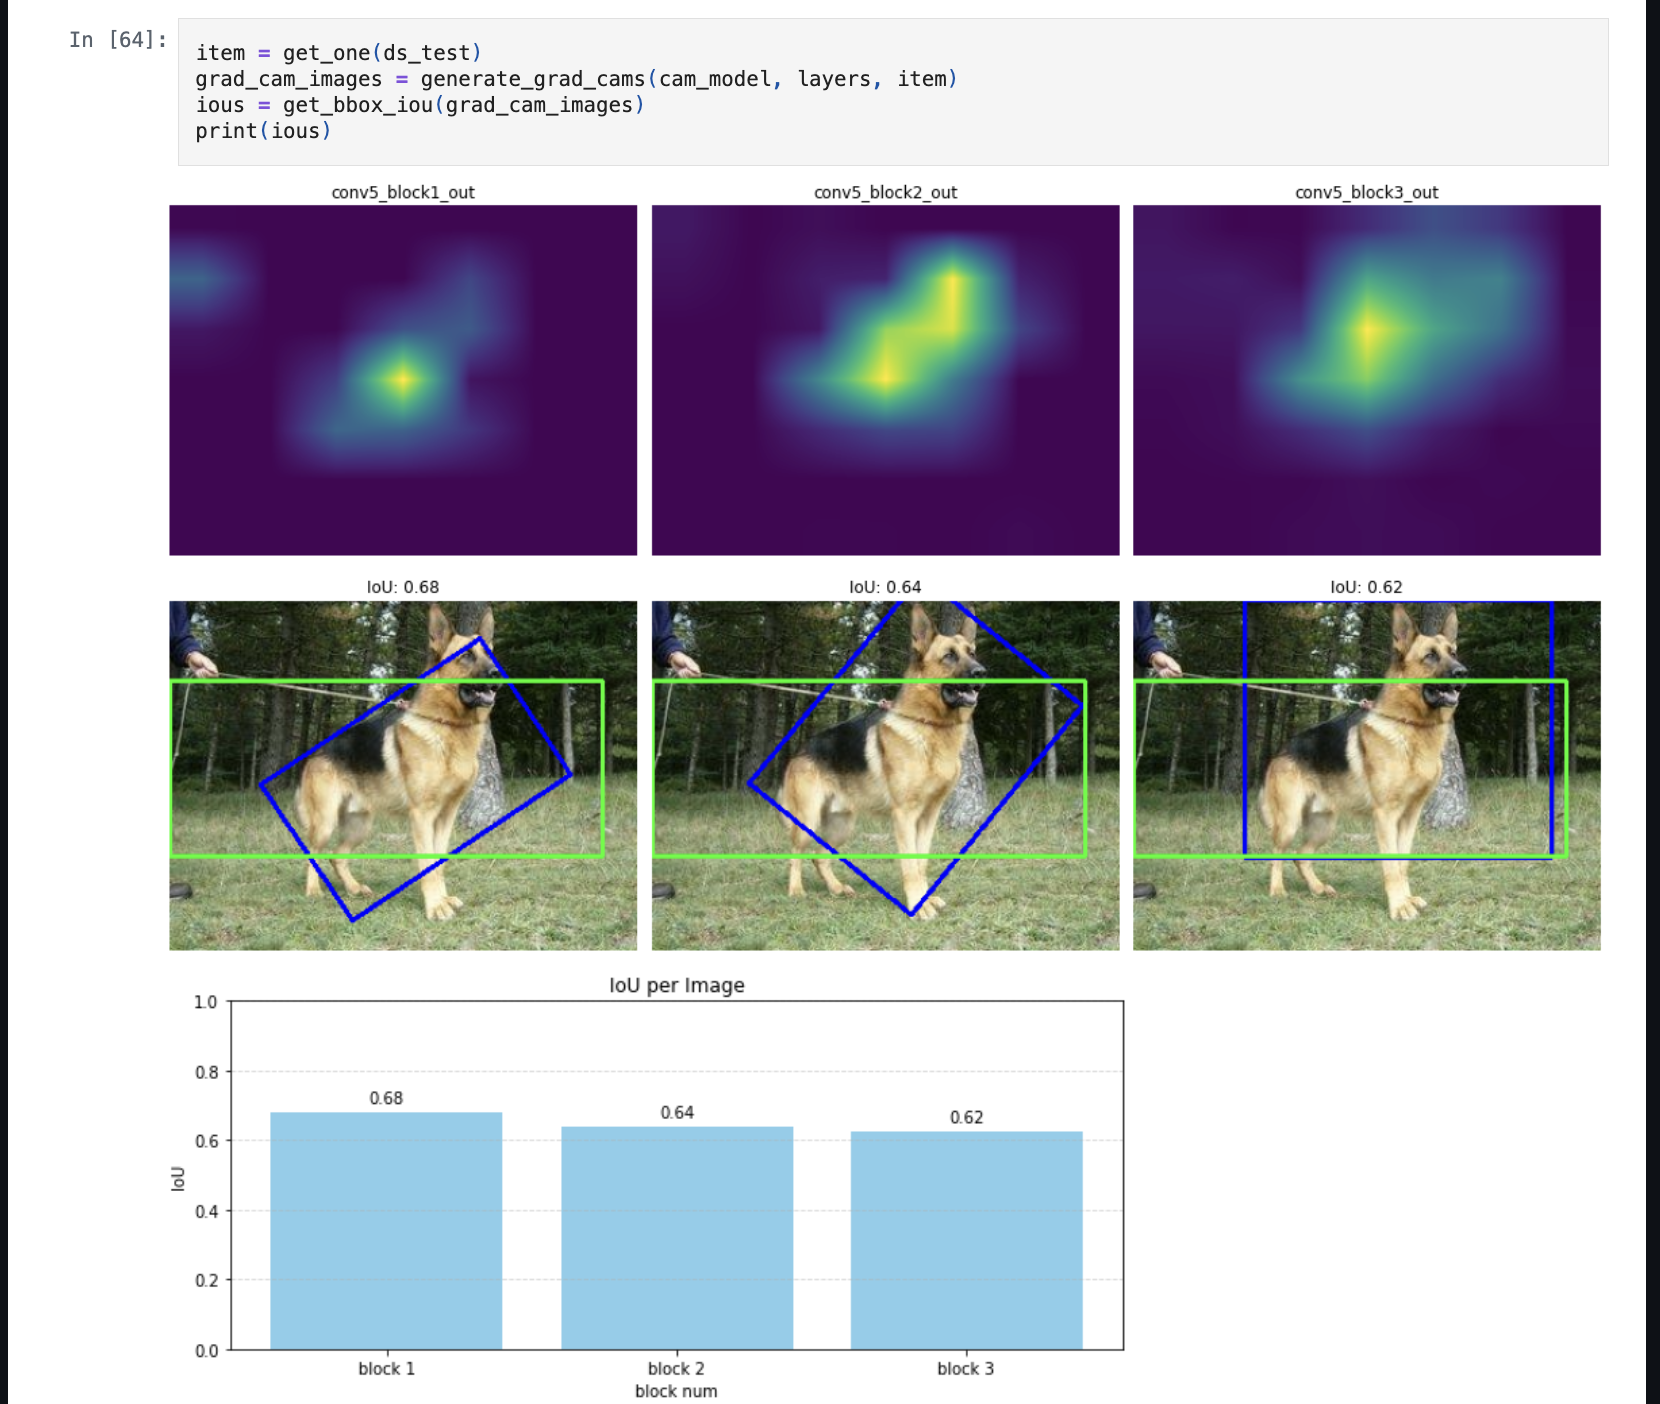 In [64]:
item = get_one(ds_test)
grad_cam_images = generate_grad_cams(cam_model, layers, item)
ious = get_bbox_iou(grad_cam_images)
print(ious)
conv5_block1_out
conv5_block2_out
conv5_block3_out
IoU: 0.68
IoU: 0.64
IoU: 0.62
IoU per Image
1.0
0.8
0.6
0.4
0.2
0.0
IoU
0.68
0.64
0.62
block 1
block 2
block 3
block num